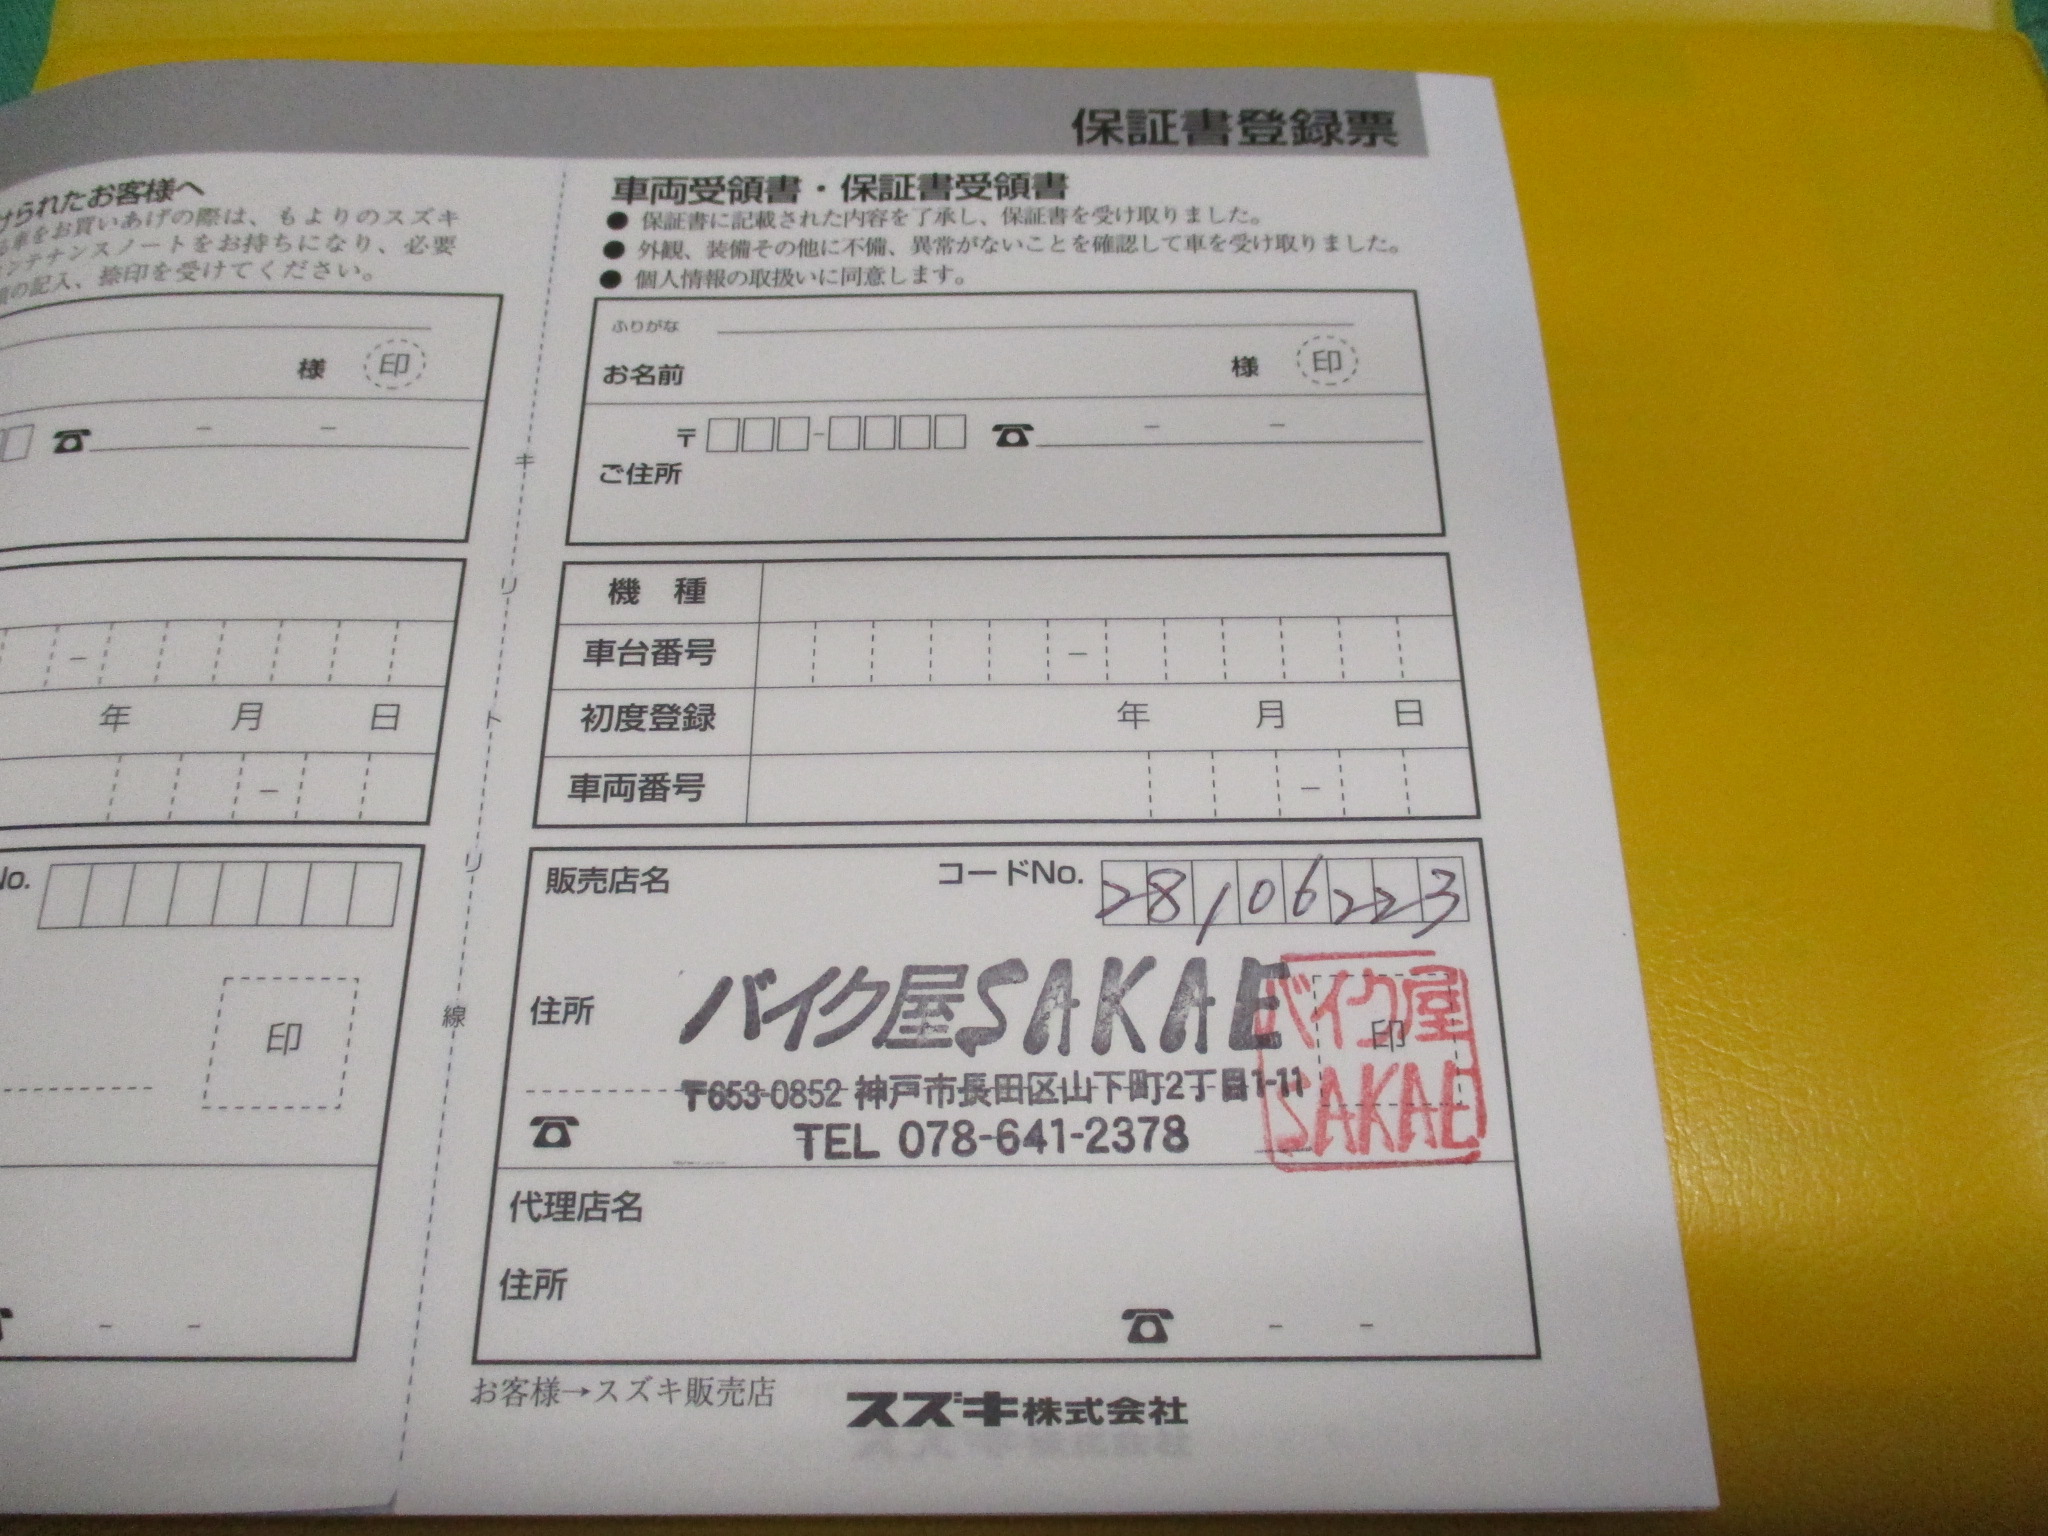 保証書登録票
けられたお客様へ
る車をお買いあげの際は、もよりのスズキ
ンテナンスノートをお持ちになり、必要
の記入、捺印を受けてください。
様 印
☎ - -
-
年 月 日
-
No.
印
- -
キリトリ線
車両受領書・保証書受領書
● 保証書に記載された内容を了承し、保証書を受け取りました。
● 外観、装備その他に不備、異常がないことを確認して車を受け取りました。
● 個人情報の取扱いに同意します。
ふりがな
お名前 様 印
〒 - ☎ - -
ご住所
機 種
車台番号 -
初度登録 年 月 日
車両番号 -
販売店名 コードNo. 28106223
住所 バイク屋SAKAE
バイク屋
SAKAE
印
〒653-0852 神戸市長田区山下町2丁目1-11
☎ TEL 078-641-2378
代理店名
住所
☎ - -
お客様→スズキ販売店 スズキ株式会社